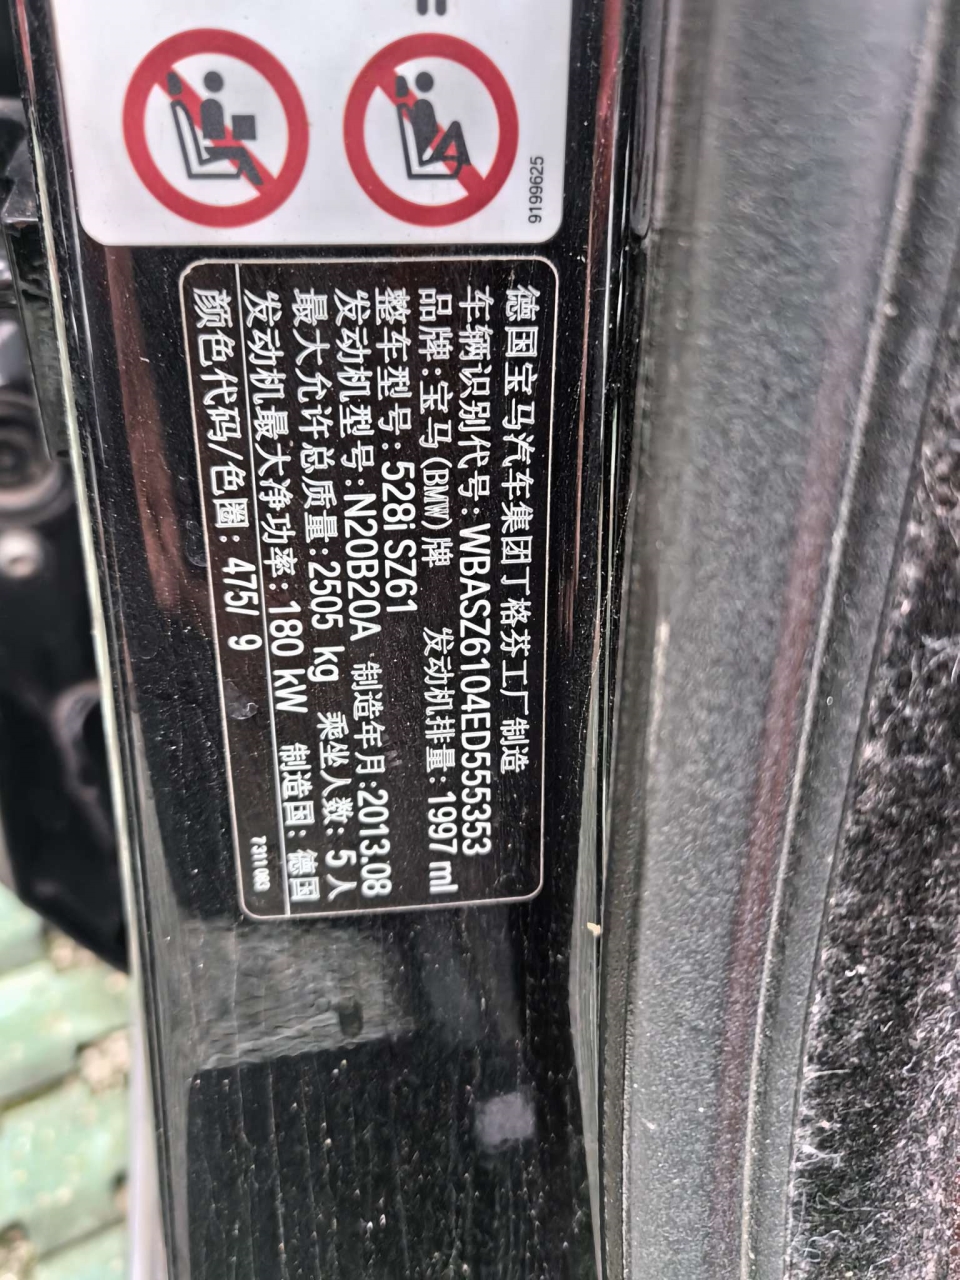 9199625
德国宝马汽车集团丁格芬工厂制造
车辆识别代号:WBASZ6104ED555353
品牌:宝马(BMW)牌 发动机排量:1997 ml
整车型号:528i SZ61
发动机型号:N20B20A 制造年月:2013.08
最大允许总质量:2505 kg 乘坐人数: 5 人
发动机最大净功率:180 kW 制造国: 德国
颜色代码/色圈: 475/ 9
7311083